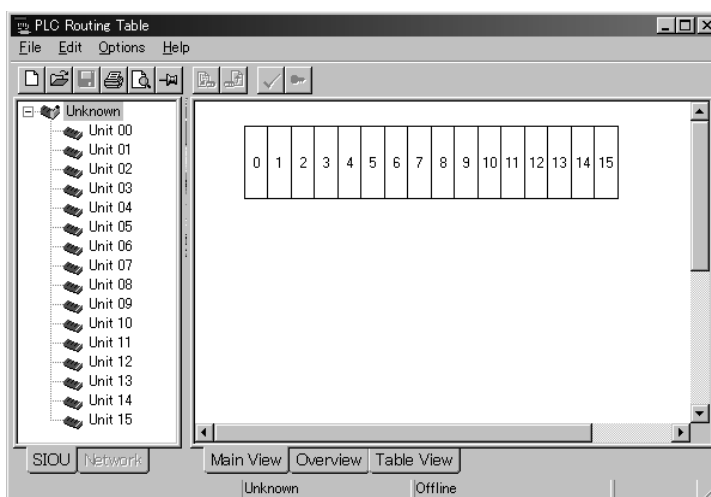 PLC Routing Table
File Edit Options Help
Unknown
Unit 00
Unit 01
Unit 02
Unit 03
Unit 04
Unit 05
Unit 06
Unit 07
Unit 08
Unit 09
Unit 10
Unit 11
Unit 12
Unit 13
Unit 14
Unit 15
0 1 2 3 4 5 6 7 8 9 10 11 12 13 14 15
SIOU Network
Main View Overview Table View
Unknown Offline